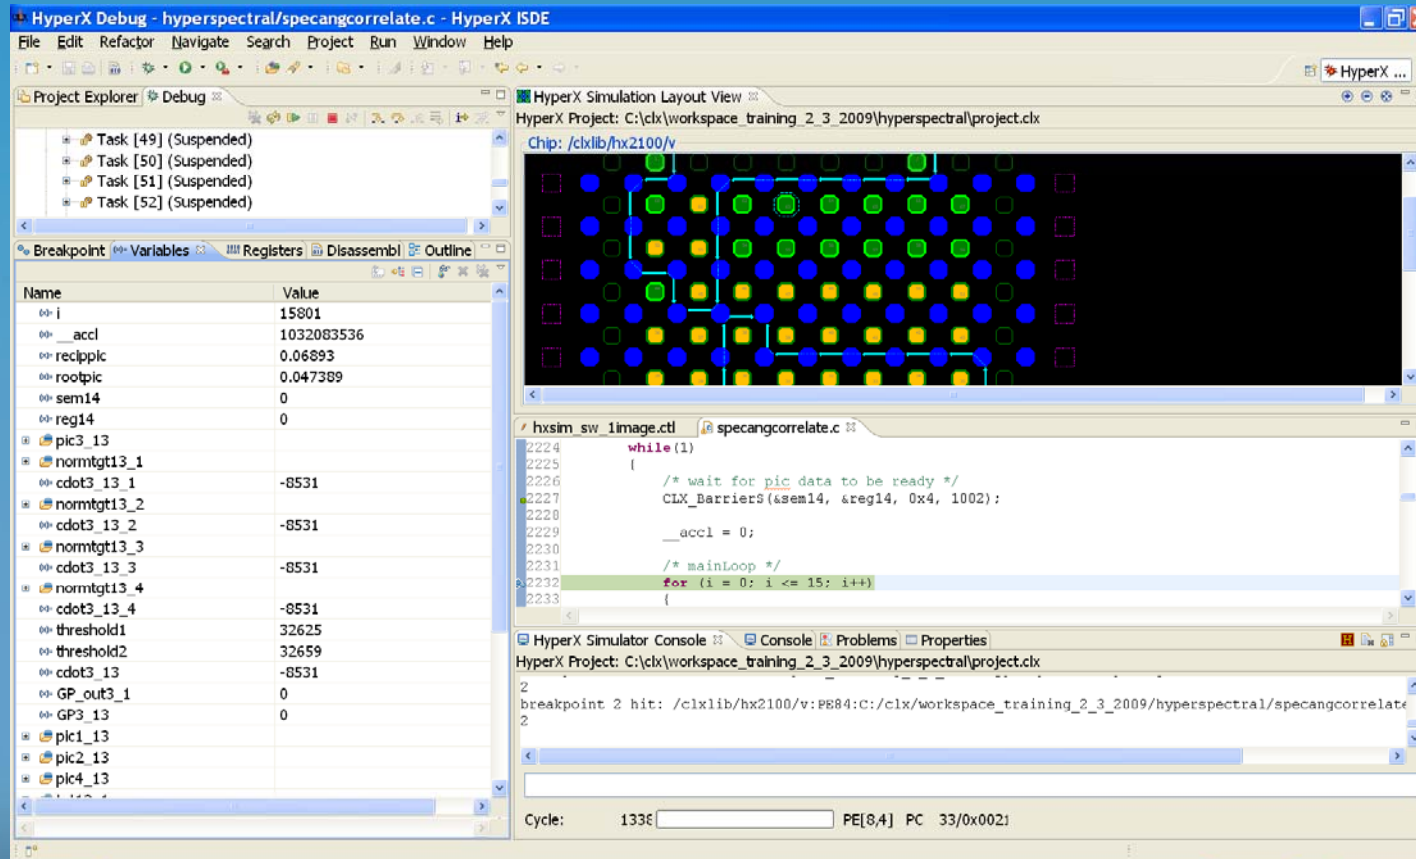 HyperX Debug - hyperspectral/specangcorrelate.c - HyperX ISDE
File Edit Refactor Navigate Search Project Run Window Help
HyperX ...
Project Explorer Debug
Task [49] (Suspended)
Task [50] (Suspended)
Task [51] (Suspended)
Task [52] (Suspended)
HyperX Simulation Layout View
HyperX Project: C:\clx\workspace_training_2_3_2009\hyperspectral\project.clx
Chip: /clxlib/hx2100/v
Breakpoint Variables Registers Disassembl Outline
Name Value
i 15801
__accl 1032083536
recippic 0.06893
rootpic 0.047389
sem14 0
reg14 0
pic3_13
normtgt13_1
cdot3_13_1 -8531
normtgt13_2
cdot3_13_2 -8531
normtgt13_3
cdot3_13_3 -8531
normtgt13_4
cdot3_13_4 -8531
threshold1 32625
threshold2 32659
cdot3_13 -8531
GP_out3_1 0
GP3_13 0
pic1_13
pic2_13
pic4_13
hxsim_sw_1image.ctl specangcorrelate.c
2224 while(1)
2225 {
2226 /* wait for pic data to be ready */
2227 CLX_BarrierS(&sem14, &reg14, 0x4, 1002);
2228
2229 __accl = 0;
2230
2231 /* mainLoop */
2232 for (i = 0; i <= 15; i++)
2233 {
HyperX Simulator Console Console Problems Properties
HyperX Project: C:\clx\workspace_training_2_3_2009\hyperspectral\project.clx
2
breakpoint 2 hit: /clxlib/hx2100/v:PE84:C:/clx/workspace_training_2_3_2009/hyperspectral/specangcorrelate
2
Cycle: 1338 PE[8,4] PC 33/0x0021